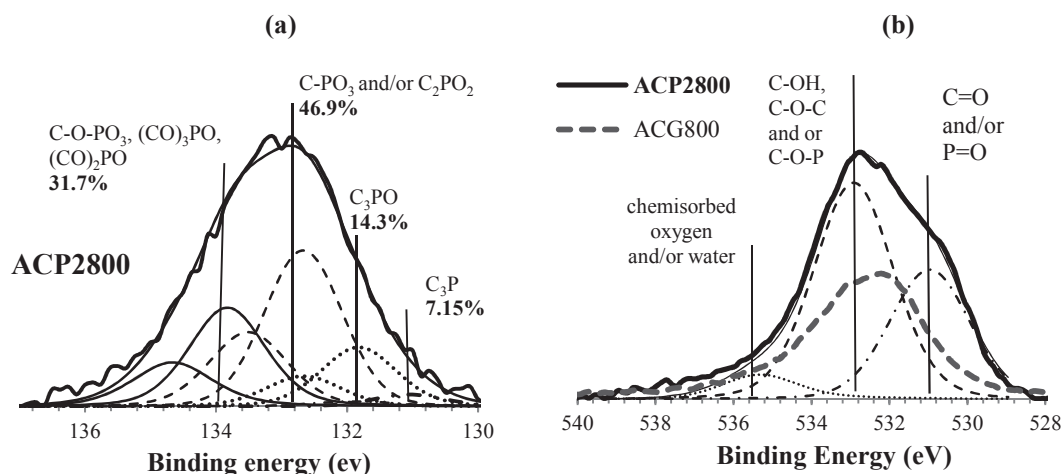 (a)
C-PO₃ and/or C₂PO₂
46.9%
C-O-PO₃, (CO)₃PO,
(CO)₂PO
31.7%
C₃PO
14.3%
ACP2800
C₃P
7.15%
136
134
132
130
Binding energy (ev)
(b)
ACP2800
ACG800
C-OH,
C-O-C
and or
C-O-P
C=O
and/or
P=O
chemisorbed
oxygen
and/or water
540
538
536
534
532
530
528
Binding Energy (eV)